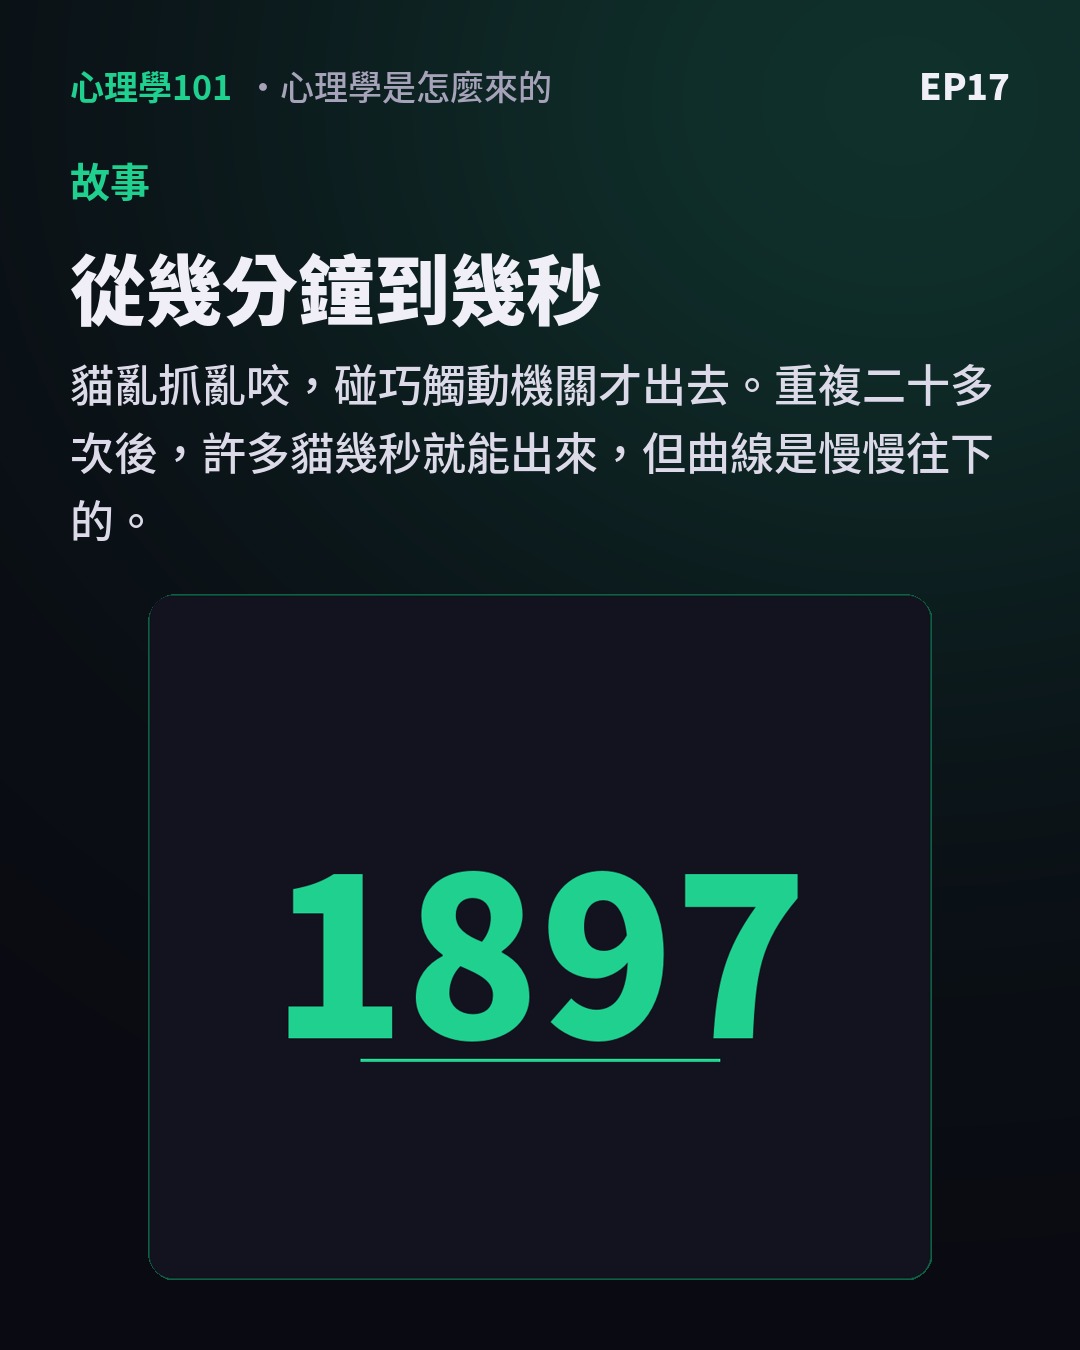 心理學101 ・心理學是怎麼來的
EP17
故事
從幾分鐘到幾秒
貓亂抓亂咬，碰巧觸動機關才出去。重複二十多
次後，許多貓幾秒就能出來，但曲線是慢慢往下
的。
1897